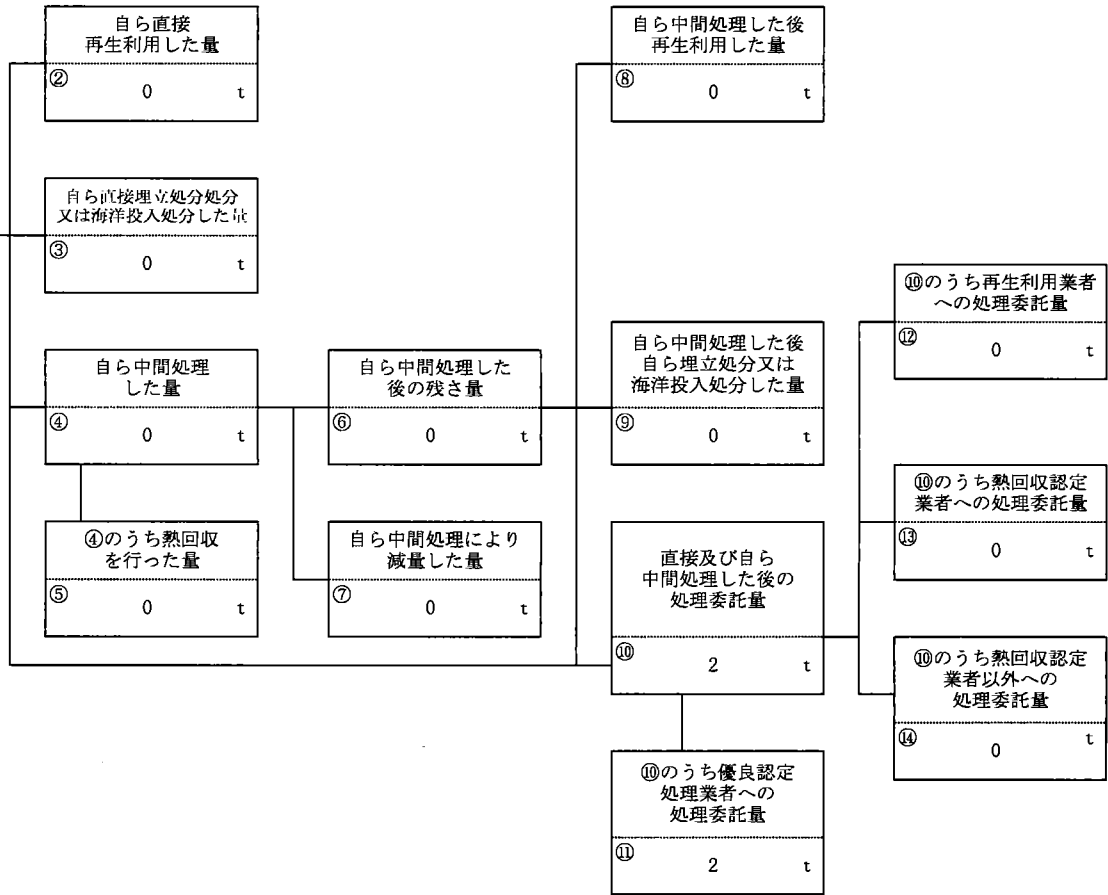 自ら直接
再生利用した量
② 0 t
自ら直接埋立処分処分
又は海洋投入処分した量
③ 0 t
自ら中間処理
した量
④ 0 t
④のうち熱回収
を行った量
⑤ 0 t
自ら中間処理した
後の残さ量
⑥ 0 t
自ら中間処理により
減量した量
⑦ 0 t
自ら中間処理した後
再生利用した量
⑧ 0 t
自ら中間処理した後
自ら埋立処分又は
海洋投入処分した量
⑨ 0 t
直接及び自ら
中間処理した後の
処理委託量
⑩ 2 t
⑩のうち優良認定
処理業者への
処理委託量
⑪ 2 t
⑩のうち再生利用業者
への処理委託量
⑫ 0 t
⑩のうち熱回収認定
業者への処理委託量
⑬ 0 t
⑩のうち熱回収認定
業者以外への
処理委託量
⑭ 0 t